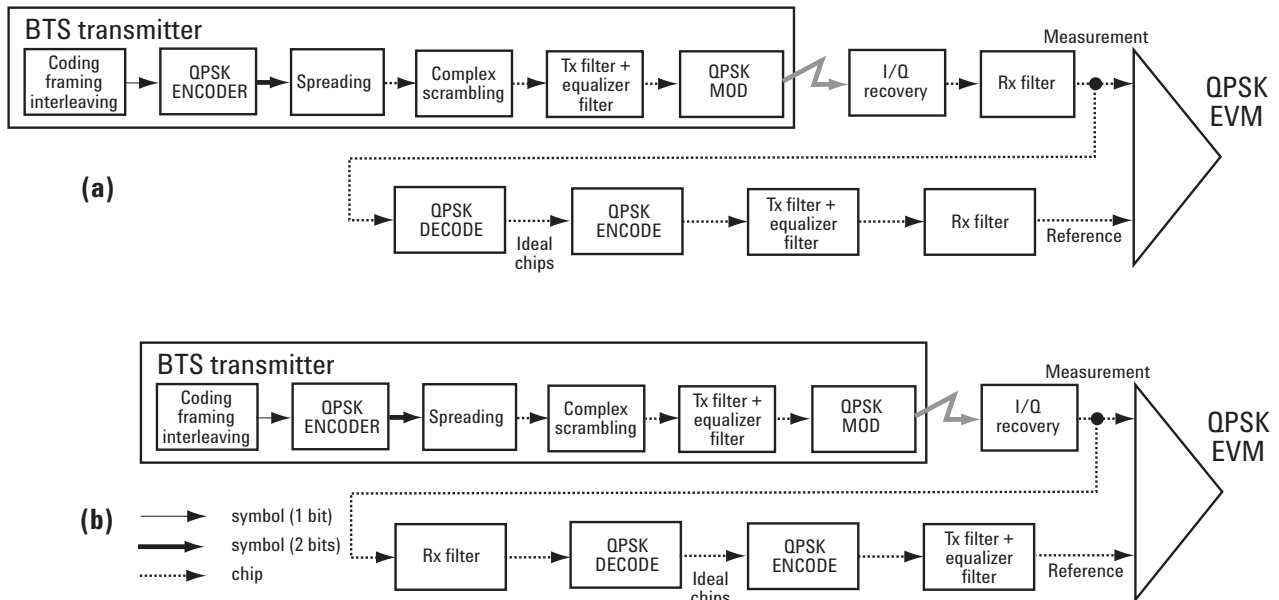 BTS transmitter
Coding
framing
interleaving
QPSK
ENCODER
Spreading
Complex
scrambling
Tx filter +
equalizer
filter
QPSK
MOD
I/Q
recovery
Rx filter
Measurement
QPSK
EVM
(a)
QPSK
DECODE
Ideal
chips
QPSK
ENCODE
Tx filter +
equalizer
filter
Rx filter
Reference
BTS transmitter
Coding
framing
interleaving
QPSK
ENCODER
Spreading
Complex
scrambling
Tx filter +
equalizer
filter
QPSK
MOD
I/Q
recovery
Measurement
QPSK
EVM
(b)
symbol (1 bit)
symbol (2 bits)
chip
Rx filter
QPSK
DECODE
Ideal
chips
QPSK
ENCODE
Tx filter +
equalizer
filter
Reference